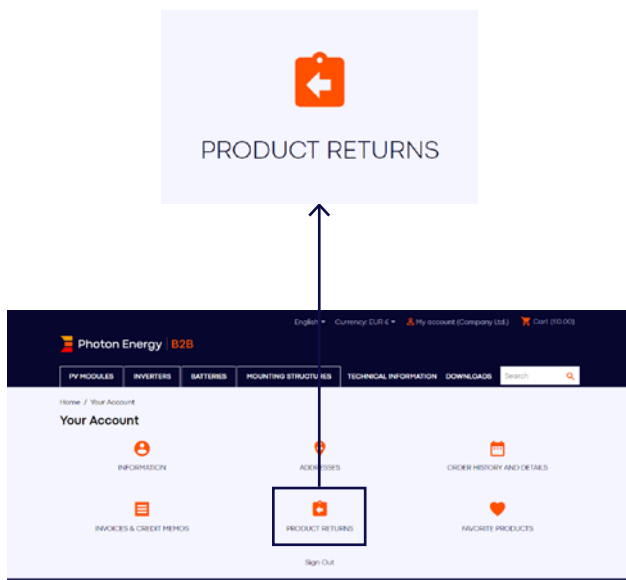 PRODUCT RETURNS
English Currency: EUR € My account (Company Ltd.) Cart (€0.00)
Photon Energy B2B
PV MODULES INVERTERS BATTERIES MOUNTING STRUCTURES TECHNICAL INFORMATION DOWNLOADS Search
Home / Your Account
Your Account
INFORMATION ADDRESSES ORDER HISTORY AND DETAILS
INVOICES & CREDIT MEMOS PRODUCT RETURNS FAVORITE PRODUCTS
Sign Out